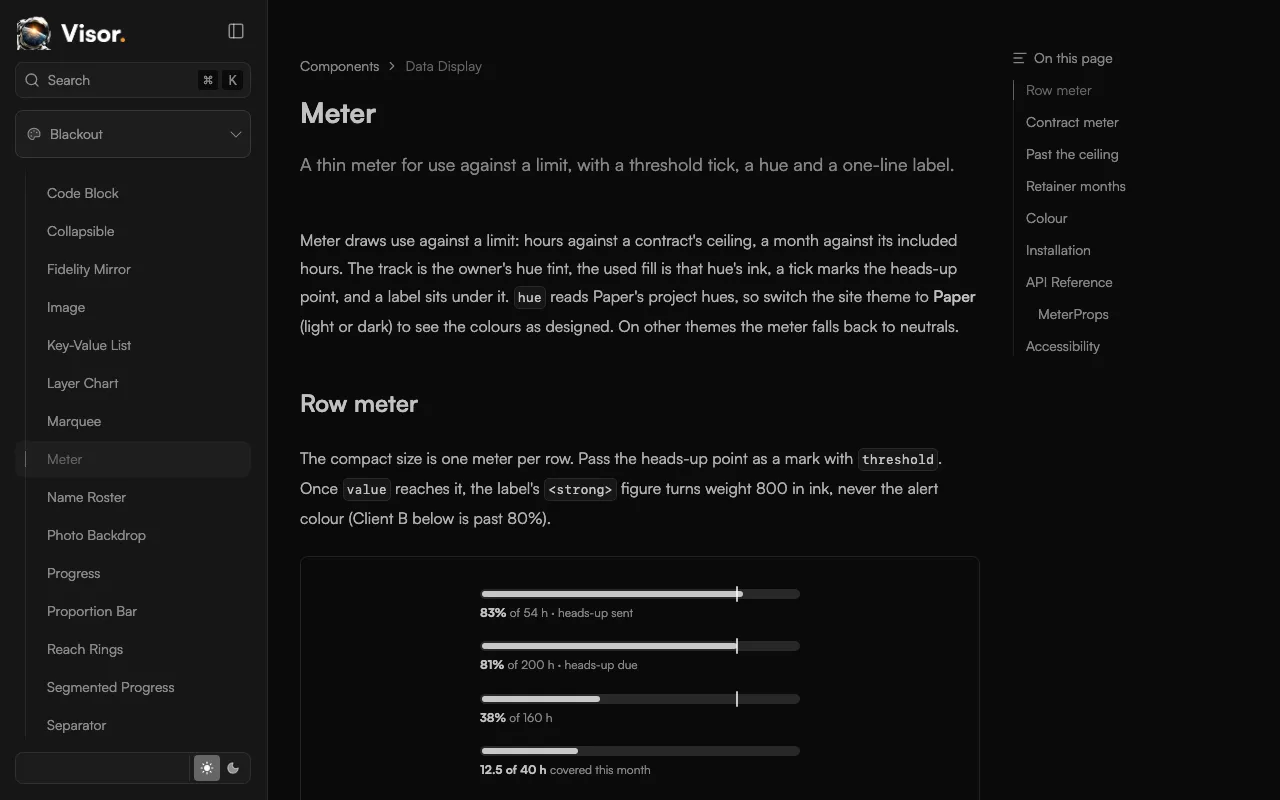 Visor.
Search ⌘ K
Blackout
Code Block
Collapsible
Fidelity Mirror
Image
Key-Value List
Layer Chart
Marquee
Meter
Name Roster
Photo Backdrop
Progress
Proportion Bar
Reach Rings
Segmented Progress
Separator
Components > Data Display
Meter
A thin meter for use against a limit, with a threshold tick, a hue and a one-line label.
Meter draws use against a limit: hours against a contract's ceiling, a month against its included
hours. The track is the owner's hue tint, the used fill is that hue's ink, a tick marks the heads-up
point, and a label sits under it. hue reads Paper's project hues, so switch the site theme to Paper
(light or dark) to see the colours as designed. On other themes the meter falls back to neutrals.
Row meter
The compact size is one meter per row. Pass the heads-up point as a mark with threshold.
Once value reaches it, the label's <strong> figure turns weight 800 in ink, never the alert
colour (Client B below is past 80%).
83% of 54 h · heads-up sent
81% of 200 h · heads-up due
38% of 160 h
12.5 of 40 h covered this month
On this page
Row meter
Contract meter
Past the ceiling
Retainer months
Colour
Installation
API Reference
MeterProps
Accessibility